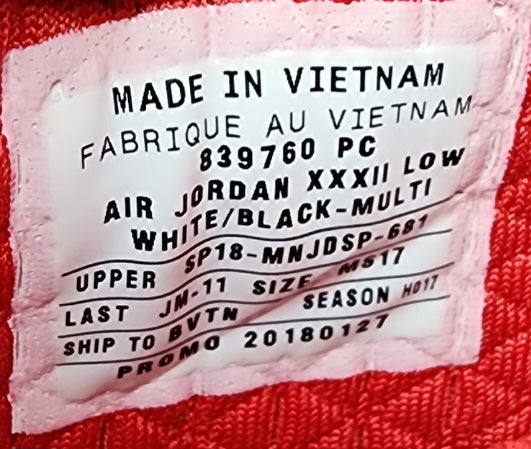 MADE IN VIETNAM
FABRIQUE AU VIETNAM
839760 PC
AIR JORDAN XXXII LOW
WHITE/BLACK-MULTI
UPPER SP18-MNJDSP-681
LAST JM-11 SIZE MS17
SHIP TO BVTN SEASON HO17
PROMO 20180127